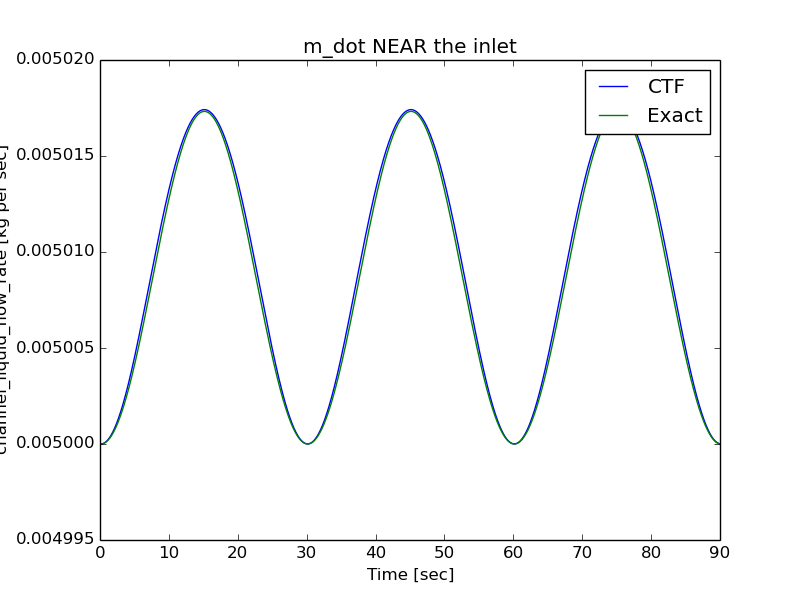 m_dot NEAR the inlet
CTF
Exact
0.005020
0.005015
0.005010
0.005005
0.005000
0.004995
channel_liquid_flow_rate [kg per sec]
0 10 20 30 40 50 60 70 80 90
Time [sec]